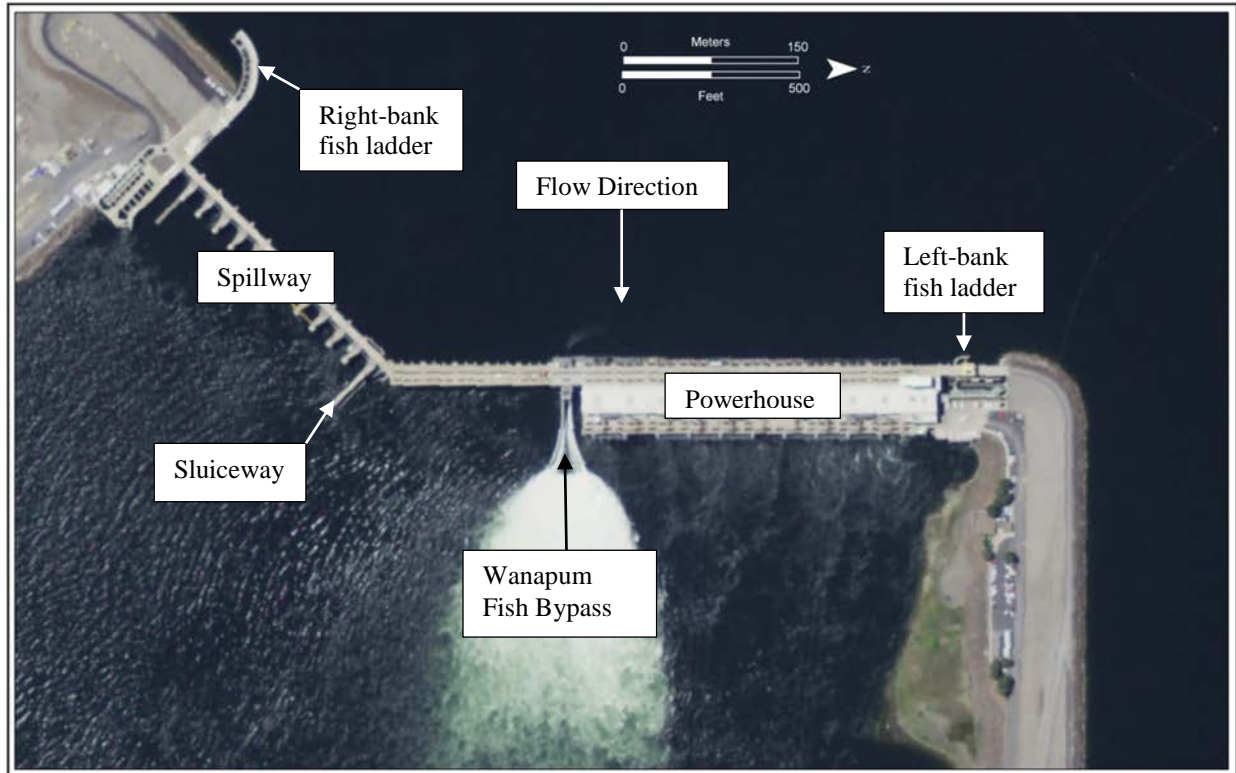 Meters
0 150
N
0 500
Feet
Right-bank
fish ladder
Flow Direction
Left-bank
fish ladder
Spillway
Powerhouse
Sluiceway
Wanapum
Fish Bypass